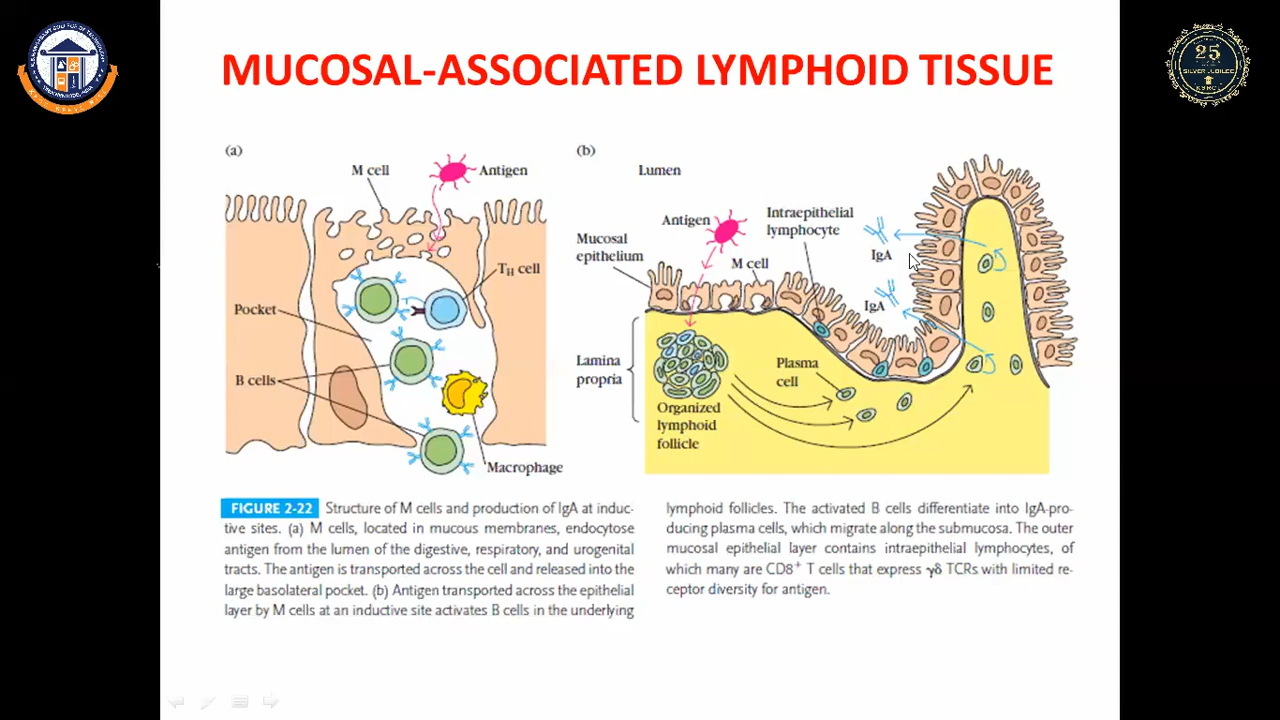 MUCOSAL-ASSOCIATED LYMPHOID TISSUE
(a)
M cell
Antigen
TH cell
Pocket
B cells
Macrophage
(b)
Lumen
Antigen
Intraepithelial
lymphocyte
IgA
Mucosal
epithelium
M cell
IgA
Lamina
propria
Plasma
cell
Organized
lymphoid
follicle
FIGURE 2-22 Structure of M cells and production of IgA at induc-
tive sites. (a) M cells, located in mucous membranes, endocytose
antigen from the lumen of the digestive, respiratory, and urogenital
tracts. The antigen is transported across the cell and released into the
large basolateral pocket. (b) Antigen transported across the epithelial
layer by M cells at an inductive site activates B cells in the underlying
lymphoid follicles. The activated B cells differentiate into IgA-pro-
ducing plasma cells, which migrate along the submucosa. The outer
mucosal epithelial layer contains intraepithelial lymphocytes, of
which many are CD8+ T cells that express γδ TCRs with limited re-
ceptor diversity for antigen.
25
SILVER JUBILEE